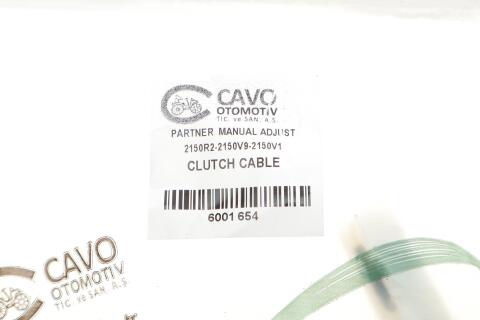 CAVO
OTOMOTİV
TİC. ve SAN. A.Ş.
PARTNER MANUAL ADJUST
2150R2-2150V9-2150V1
CLUTCH CABLE
6001 654
CAVO
OTOMOTİV
TİC. ve SAN. A.Ş.